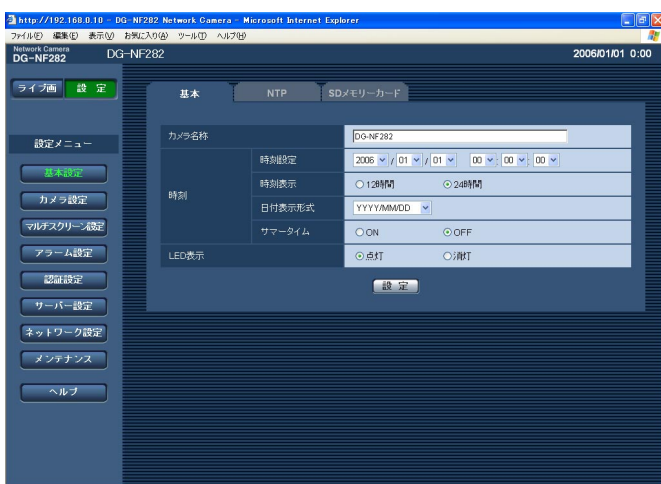 http://192.168.0.10 - DG-NF282 Network Camera - Microsoft Internet Explorer
ファイル(F) 編集(E) 表示(V) お気に入り(A) ツール(T) ヘルプ(H)
Network Camera
DG-NF282 DG-NF282 2006/01/01 0:00
ライブ画 設 定
基本 NTP SDメモリーカード
設定メニュー
基本設定
カメラ設定
マルチスクリーン設定
アラーム設定
認証設定
サーバー設定
ネットワーク設定
メンテナンス
ヘルプ
カメラ名称 DG-NF282
時刻
時刻設定 2006 / 01 / 01 00 : 00 : 00
時刻表示 12時間 24時間
日付表示形式 YYYY/MM/DD
サマータイム ON OFF
LED表示 点灯 消灯
設 定